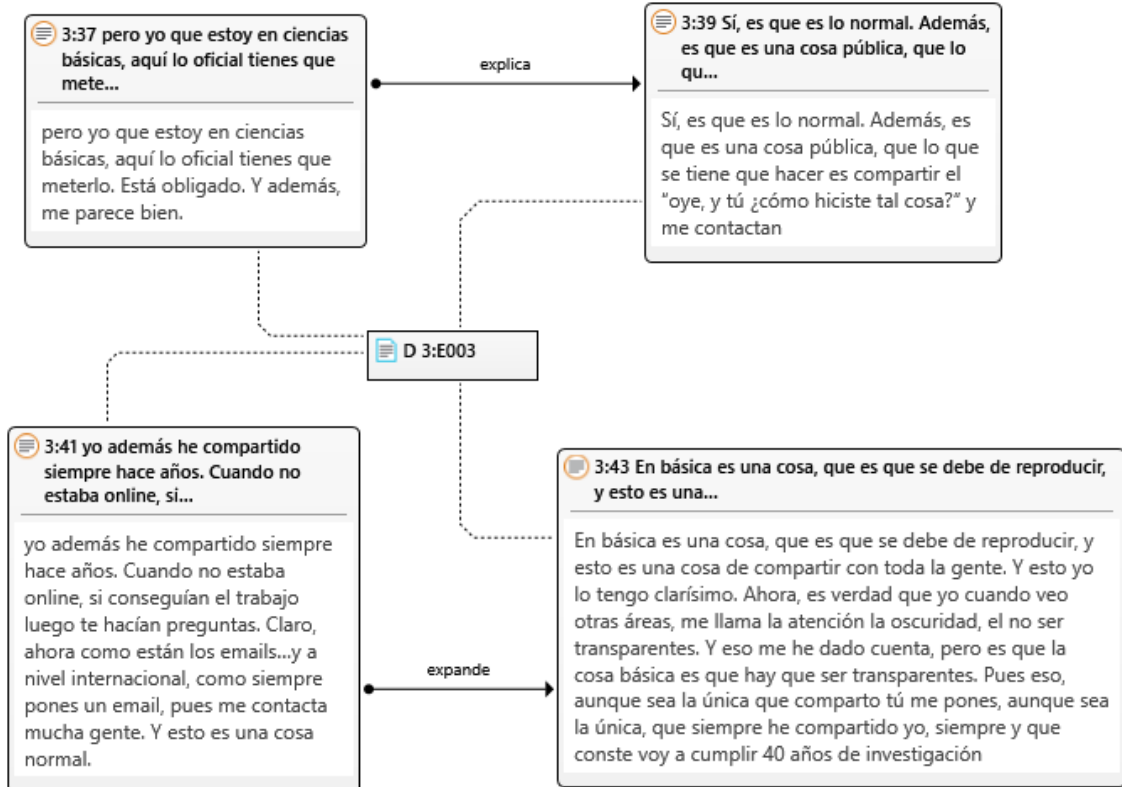 3:37 pero yo que estoy en ciencias
básicas, aquí lo oficial tienes que
mete...
pero yo que estoy en ciencias
básicas, aquí lo oficial tienes que
meterlo. Está obligado. Y además,
me parece bien.
explica
3:39 Sí, es que es lo normal. Además,
es que es una cosa pública, que lo
qu...
Sí, es que es lo normal. Además, es
que es una cosa pública, que lo que
se tiene que hacer es compartir el
“oye, y tú ¿cómo hiciste tal cosa?” y
me contactan
D 3:E003
3:41 yo además he compartido
siempre hace años. Cuando no
estaba online, si...
yo además he compartido siempre
hace años. Cuando no estaba
online, si conseguían el trabajo
luego te hacían preguntas. Claro,
ahora como están los emails...y a
nivel internacional, como siempre
pones un email, pues me contacta
mucha gente. Y esto es una cosa
normal.
expande
3:43 En básica es una cosa, que es que se debe de reproducir,
y esto es una...
En básica es una cosa, que es que se debe de reproducir, y
esto es una cosa de compartir con toda la gente. Y esto yo
lo tengo clarísimo. Ahora, es verdad que yo cuando veo
otras áreas, me llama la atención la oscuridad, el no ser
transparentes. Y eso me he dado cuenta, pero es que la
cosa básica es que hay que ser transparentes. Pues eso,
aunque sea la única que comparto tú me pones, aunque sea
la única, que siempre he compartido yo, siempre y que
conste voy a cumplir 40 años de investigación